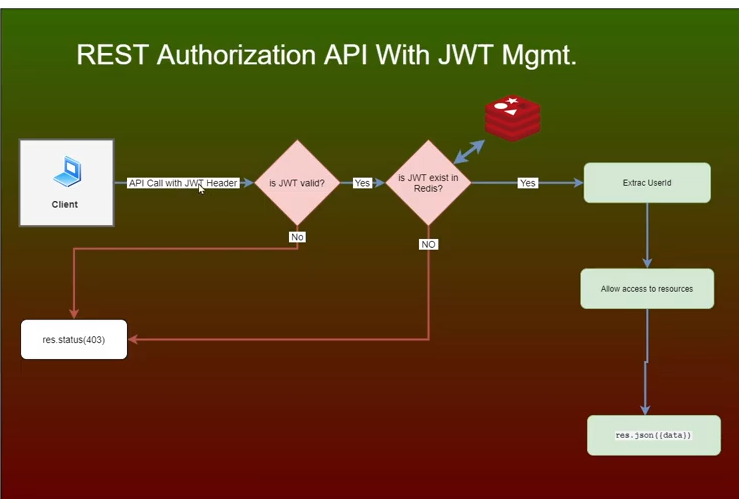 REST Authorization API With JWT Mgmt.
Client
API Call with JWT Header
is JWT valid?
Yes
is JWT exist in
Redis?
Yes
Extrac UserId
No
NO
Allow access to resources
res.status(403)
res.json({data}}